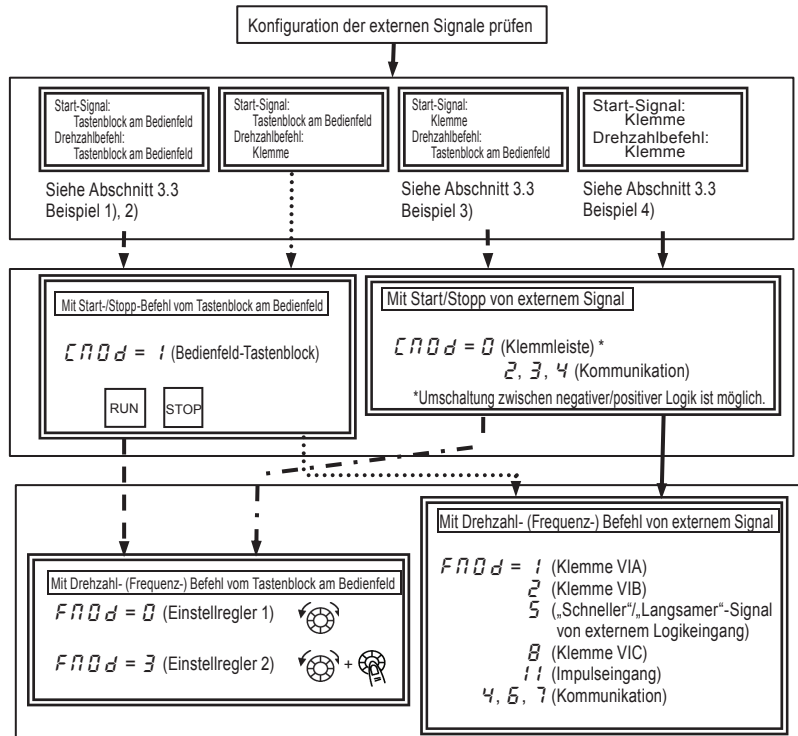 Konfiguration der externen Signale prüfen
Start-Signal:
Tastenblock am Bedienfeld
Drehzahlbefehl:
Tastenblock am Bedienfeld
Start-Signal:
Tastenblock am Bedienfeld
Drehzahlbefehl:
Klemme
Start-Signal:
Klemme
Drehzahlbefehl:
Tastenblock am Bedienfeld
Start-Signal:
Klemme
Drehzahlbefehl:
Klemme
Siehe Abschnitt 3.3
Beispiel 1), 2)
Siehe Abschnitt 3.3
Beispiel 3)
Siehe Abschnitt 3.3
Beispiel 4)
Mit Start-/Stopp-Befehl vom Tastenblock am Bedienfeld
CMOd = 1 (Bedienfeld-Tastenblock)
RUN
STOP
Mit Start/Stopp von externem Signal
CMOd = 0 (Klemmleiste) *
2, 3, 4 (Kommunikation)
*Umschaltung zwischen negativer/positiver Logik ist möglich.
Mit Drehzahl- (Frequenz-) Befehl vom Tastenblock am Bedienfeld
FMOd = 0 (Einstellregler 1)
FMOd = 3 (Einstellregler 2)
+
Mit Drehzahl- (Frequenz-) Befehl von externem Signal
FMOd = 1 (Klemme VIA)
2 (Klemme VIB)
5 („Schneller"/„Langsamer"-Signal
von externem Logikeingang)
8 (Klemme VIC)
11 (Impulseingang)
4, 6, 7 (Kommunikation)